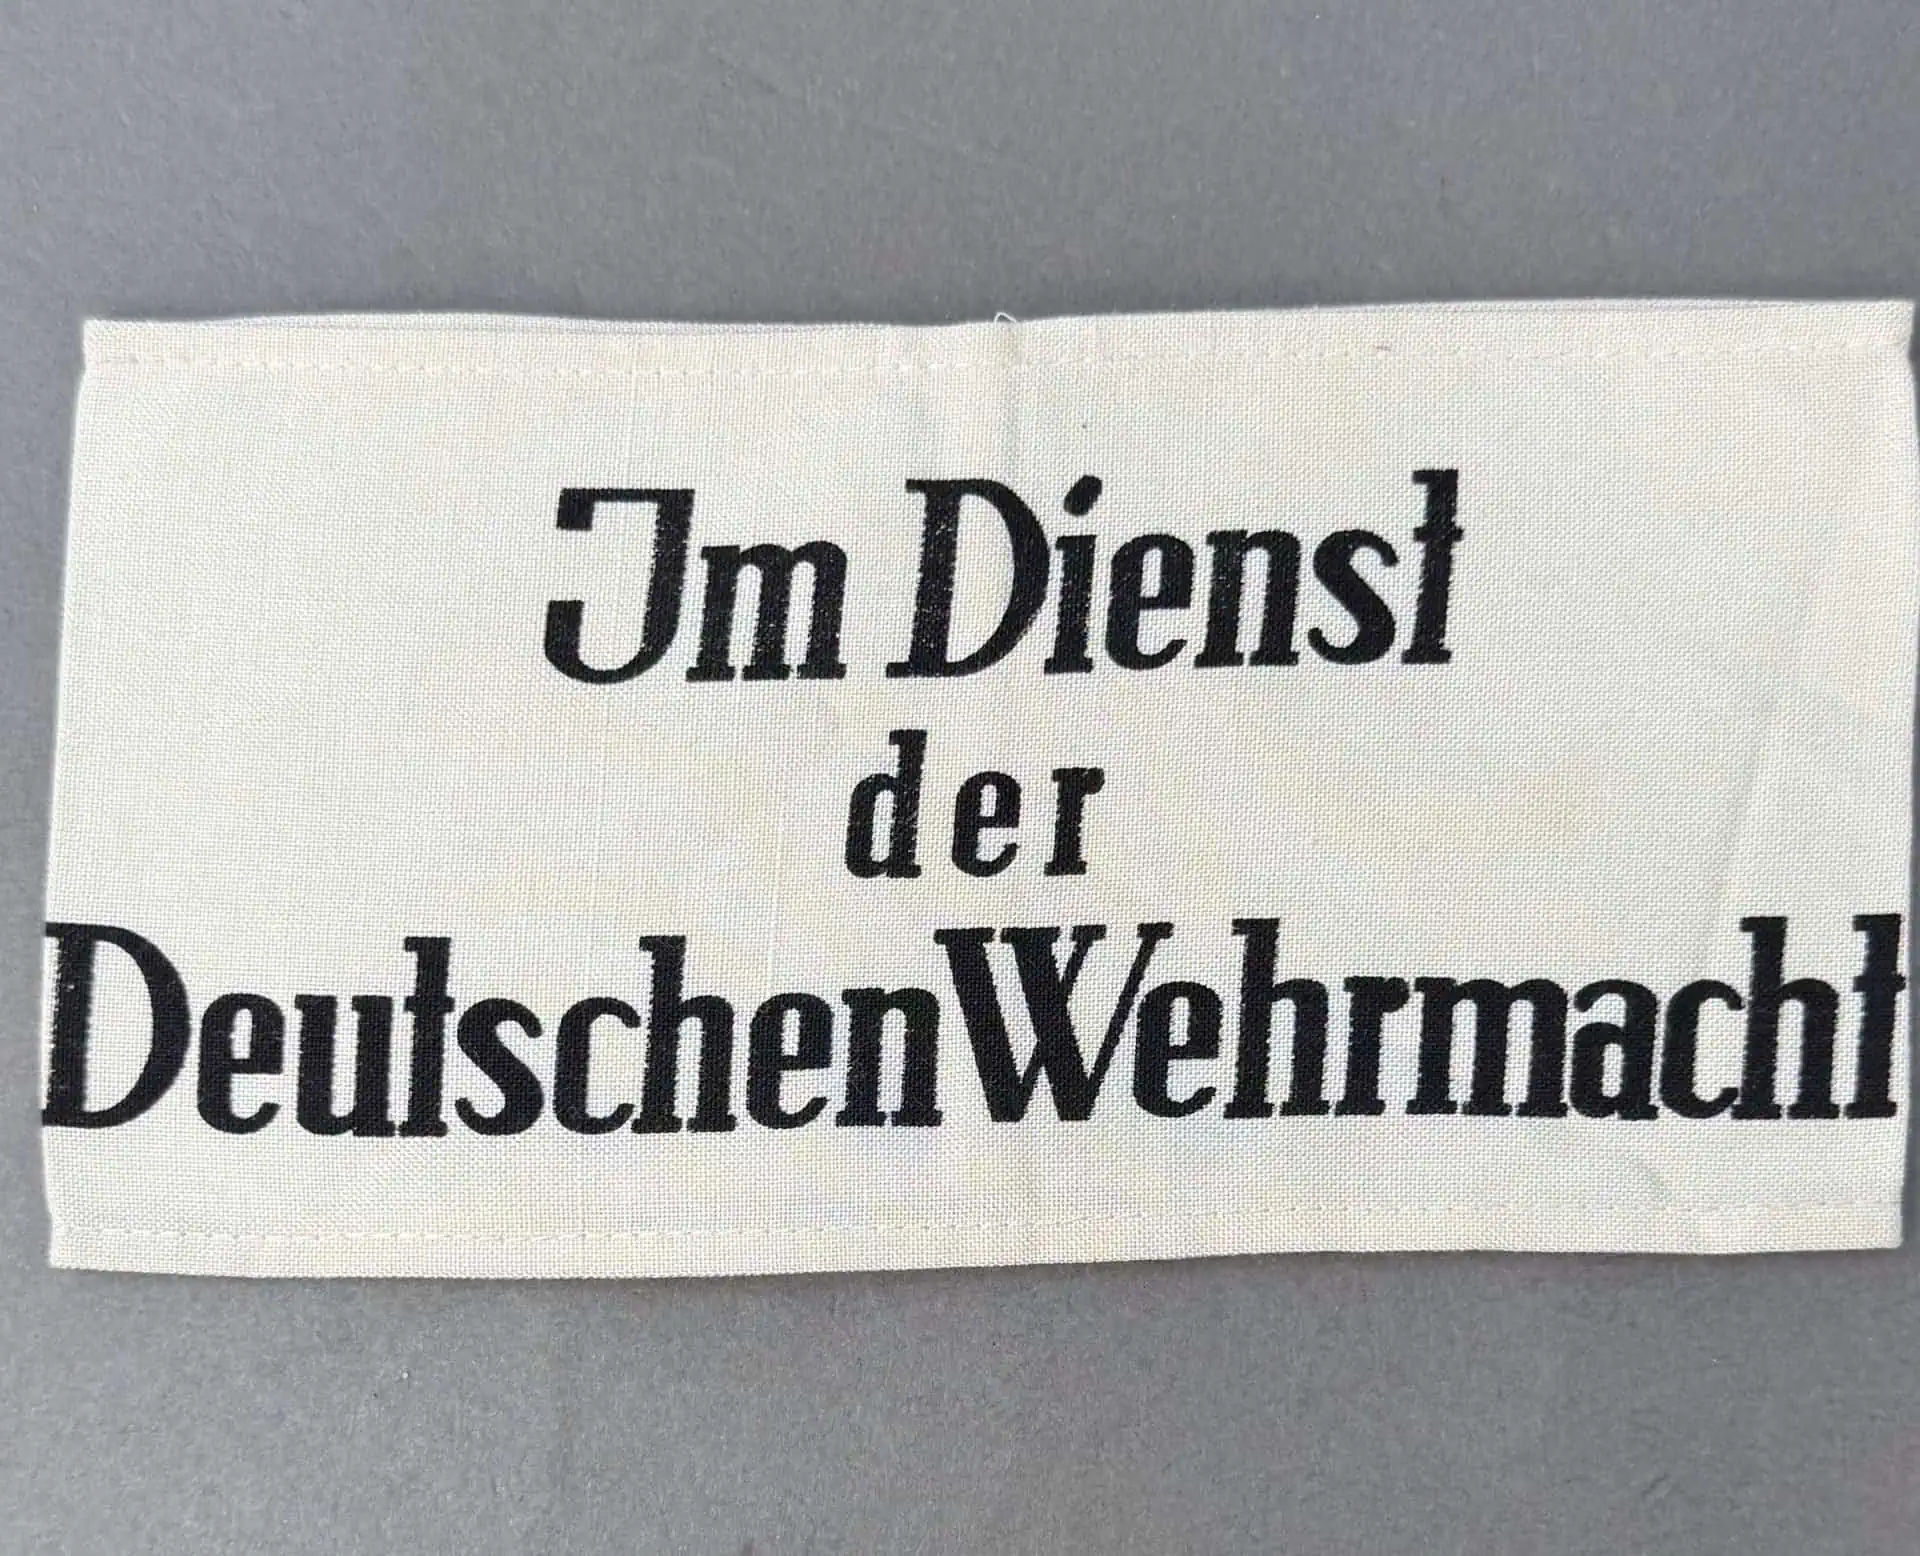 Im Dienst
der
Deutschen Wehrmacht